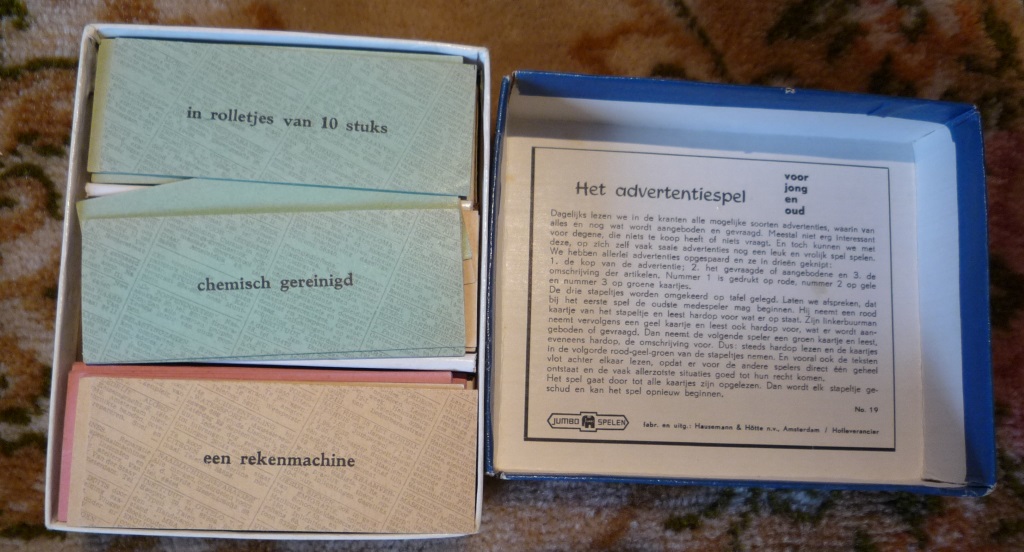 in rolletjes van 10 stuks
chemisch gereinigd
een rekenmachine
Het advertentiespel
voor
jong
en
oud
Dagelijks lezen we in de kranten alle mogelijke soorten advertenties, waarin van
alles en nog wat wordt aangeboden en gevraagd. Meestal niet erg interessant
voor degene, die niets te koop heeft of niets vraagt. En toch kunnen we met
deze, op zich zelf vaak saaie advertenties nog een leuk en vrolijk spel spelen.
We hebben allerlei advertenties opgespaard en ze in drieën geknipt:
1. de kop van de advertentie; 2. het gevraagde of aangebodene en 3. de
omschrijving der artikelen. Nummer 1 is gedrukt op rode, nummer 2 op gele
en nummer 3 op groene kaartjes.
De drie stapeltjes worden omgekeerd op tafel gelegd. Laten we afspreken, dat
bij het eerste spel de oudste medespeler mag beginnen. Hij neemt een rood
kaartje van het stapeltje en leest hardop voor wat er op staat. Zijn linkerbuurman
neemt vervolgens een geel kaartje en leest ook hardop voor, wat er wordt aan-
geboden of gevraagd. Dan neemt de volgende speler een groen kaartje en leest,
eveneens hardop, de omschrijving voor. Dus: steeds hardop lezen en de kaartjes
in de volgorde rood-geel-groen van de stapeltjes nemen. En vooral ook de teksten
vlot achter elkaar lezen, opdat er voor de andere spelers direct één geheel
ontstaat en de vaak allerzotste situaties goed tot hun recht komen.
Het spel gaat door tot alle kaartjes zijn opgelezen. Dan wordt elk stapeltje ge-
schud en kan het spel opnieuw beginnen.
No. 19
JUMBO SPELEN
fabr. en uitg.: Hausemann & Hötte n.v., Amsterdam / Hofleverancier